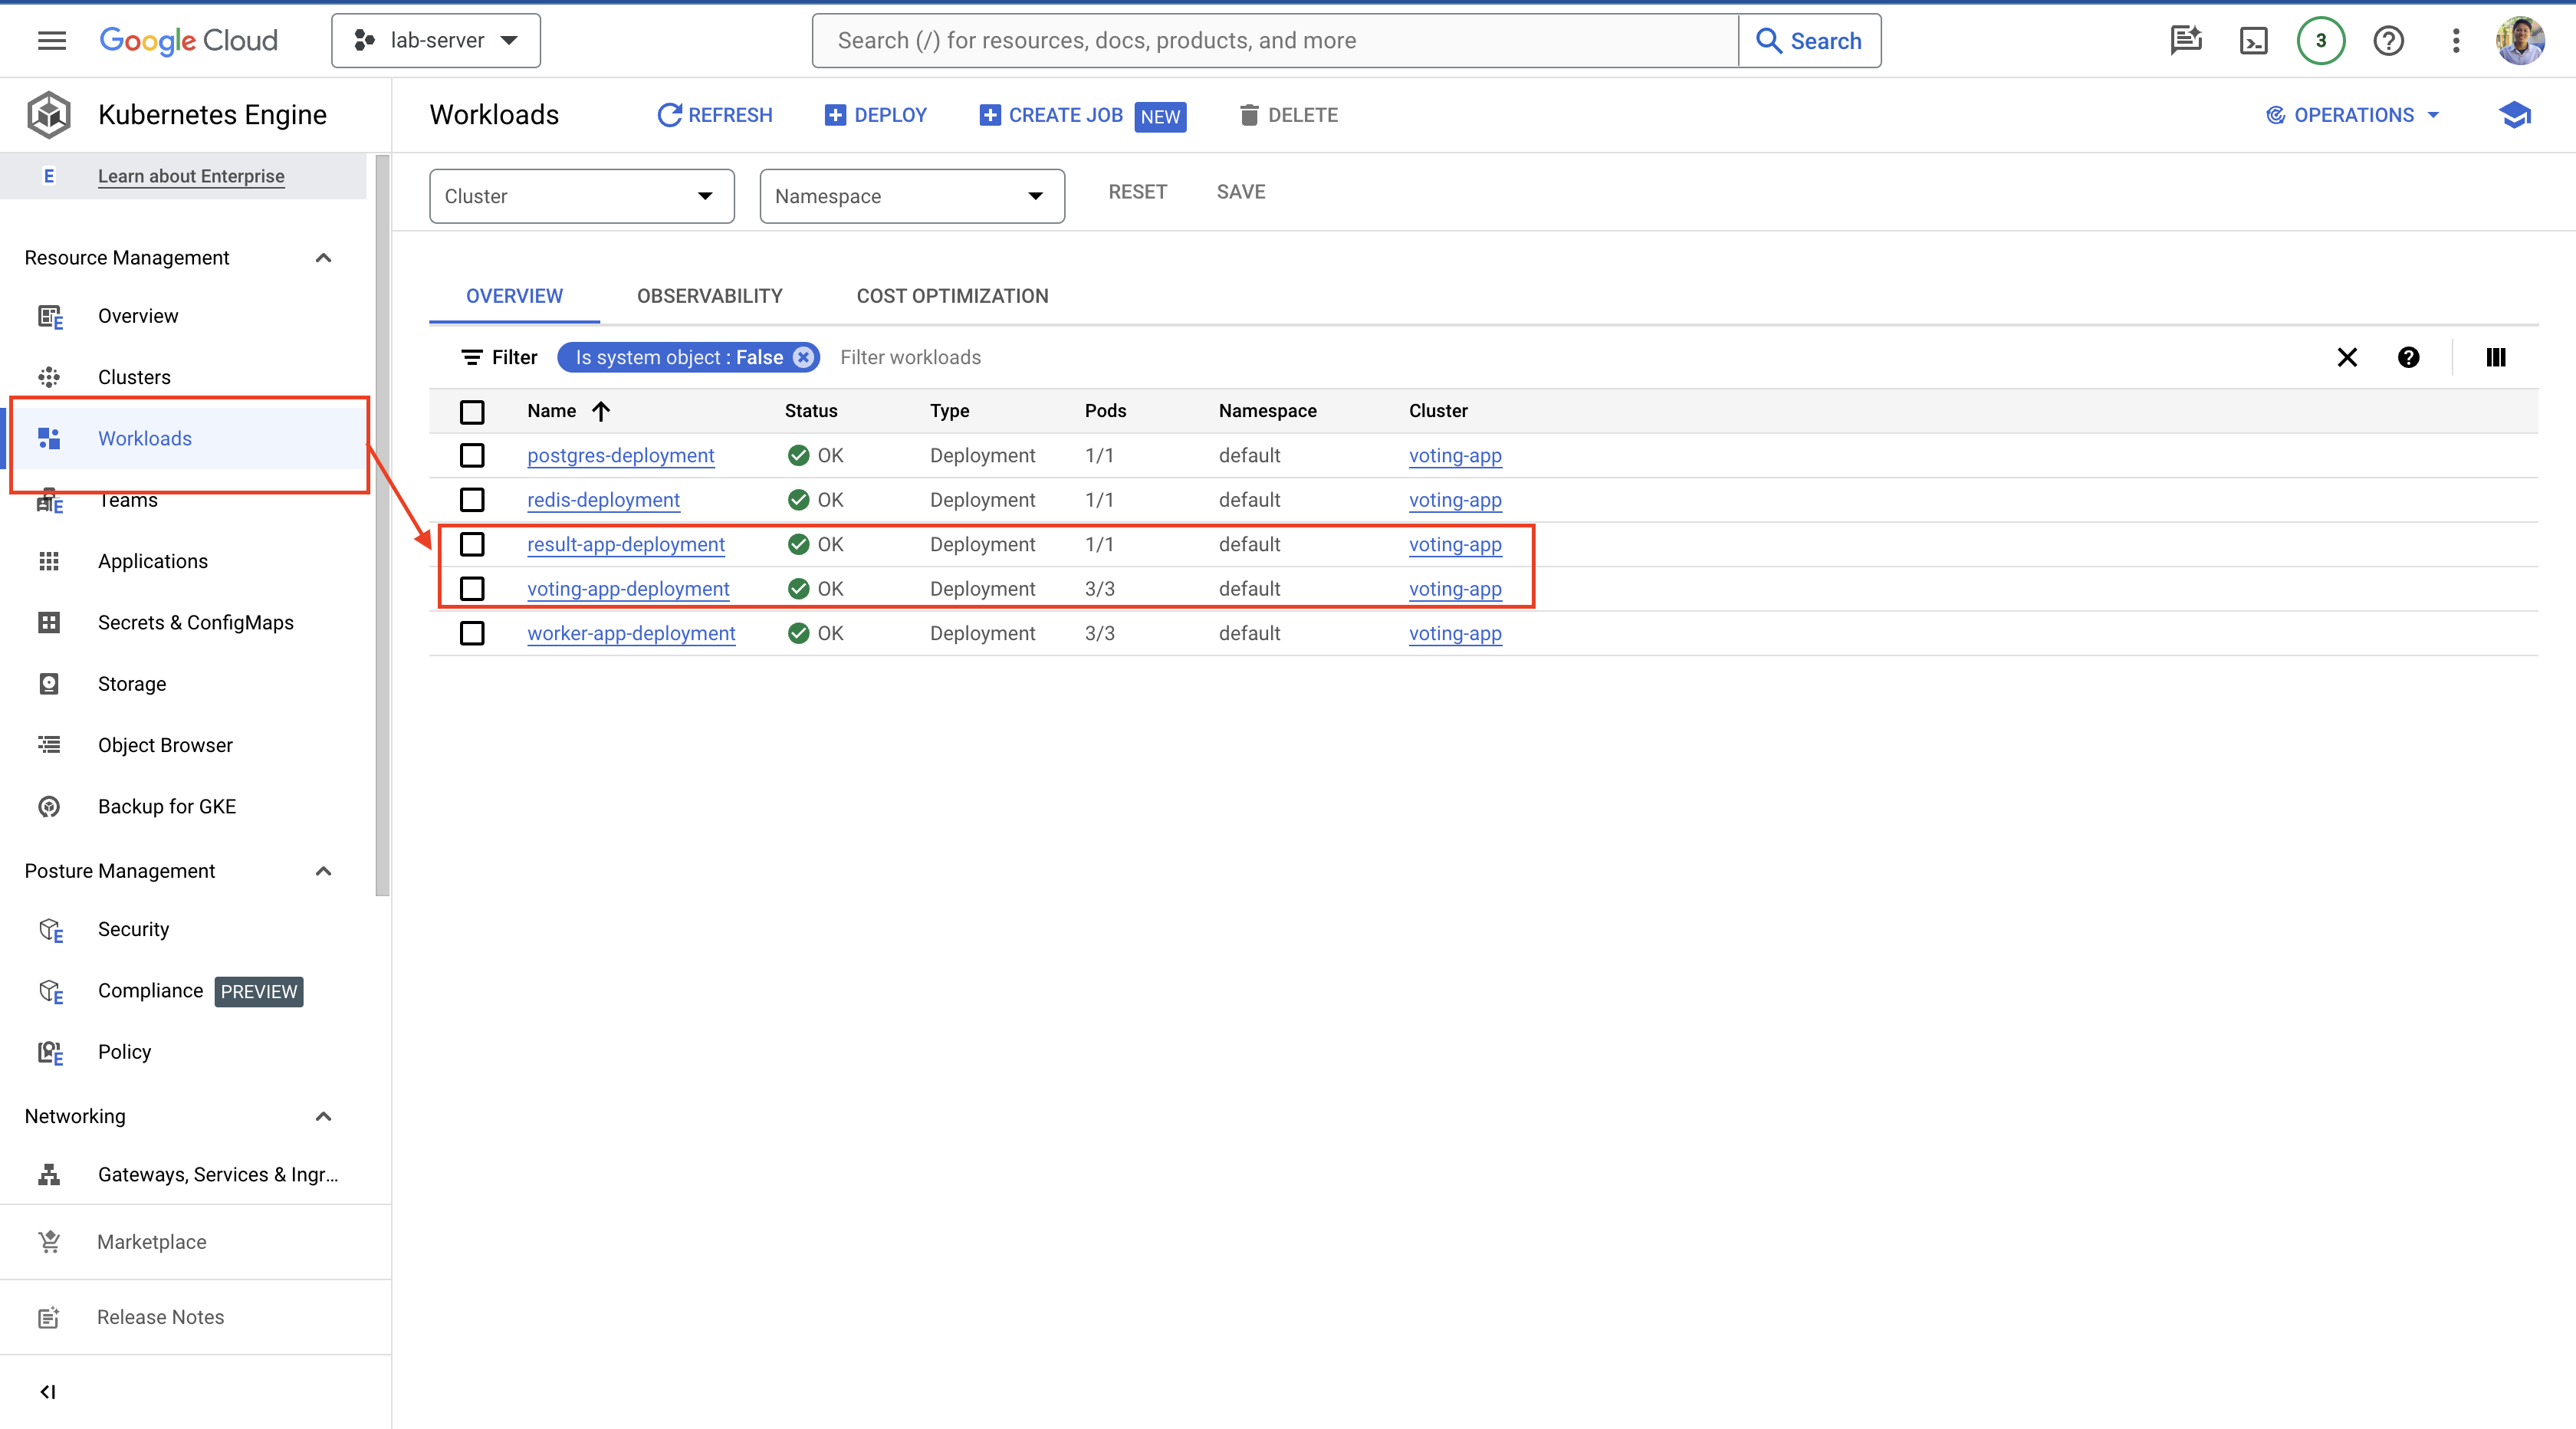 Google Cloud
lab-server
Search (/) for resources, docs, products, and more
Search
3
Kubernetes Engine
Workloads
REFRESH
DEPLOY
CREATE JOB NEW
DELETE
OPERATIONS
E Learn about Enterprise
Cluster
Namespace
RESET
SAVE
Resource Management
Overview
Clusters
Workloads
Teams
Applications
Secrets & ConfigMaps
Storage
Object Browser
Backup for GKE
Posture Management
Security
Compliance PREVIEW
Policy
Networking
Gateways, Services & Ingr...
Marketplace
Release Notes
OVERVIEW OBSERVABILITY COST OPTIMIZATION
Filter Is system object : False Filter workloads
Name Status Type Pods Namespace Cluster
postgres-deployment OK Deployment 1/1 default voting-app
redis-deployment OK Deployment 1/1 default voting-app
result-app-deployment OK Deployment 1/1 default voting-app
voting-app-deployment OK Deployment 3/3 default voting-app
worker-app-deployment OK Deployment 3/3 default voting-app